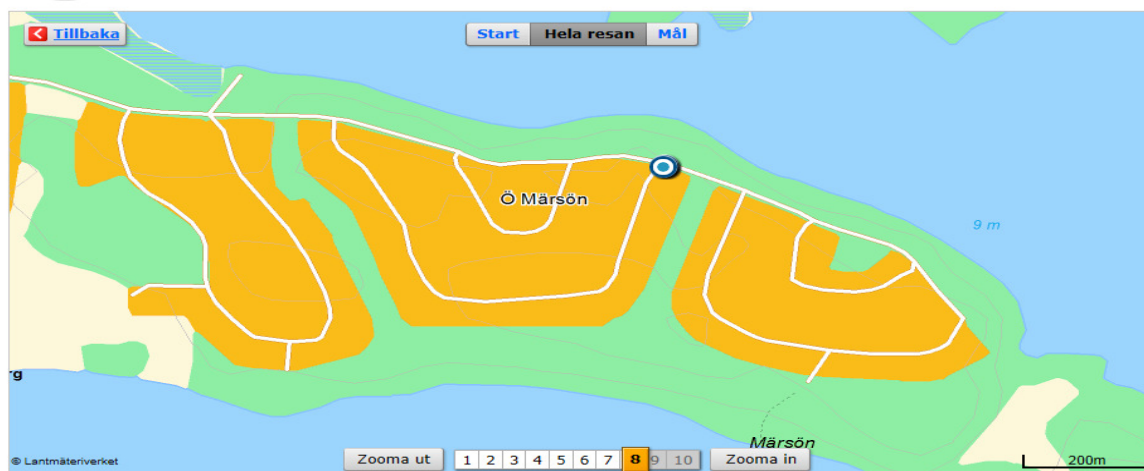 Tillbaka
Start Hela resan Mål
Ö Märsön
9 m
rg
Märsön
© Lantmäteriverket
Zooma ut 1 2 3 4 5 6 7 8 9 10 Zooma in
200m